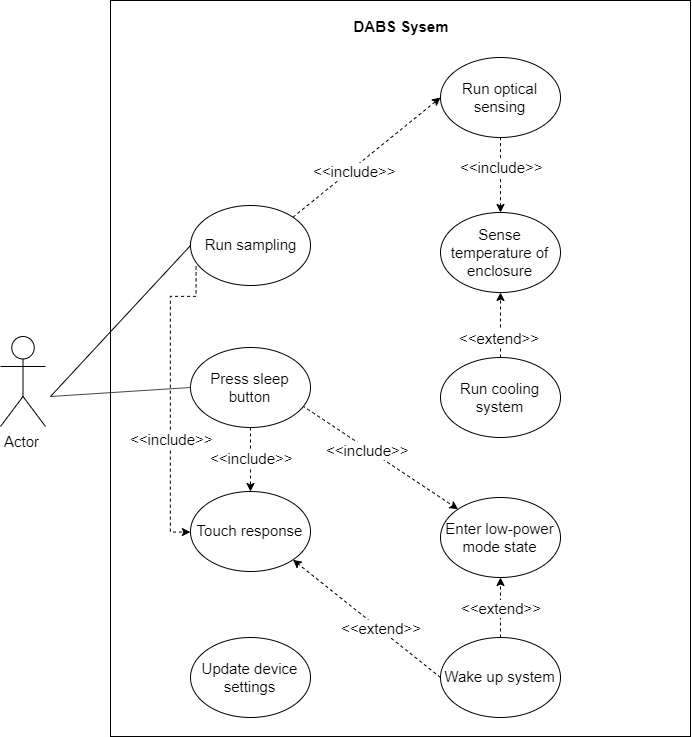 DABS Sysem
Run optical
sensing
<<include>>
<<include>>
Run sampling
Sense
temperature of
enclosure
<<extend>>
Press sleep
button
Run cooling
system
Actor
<<include>>
<<include>>
<<include>>
Touch response
Enter low-power
mode state
<<extend>>
<<extend>>
Update device
settings
Wake up system